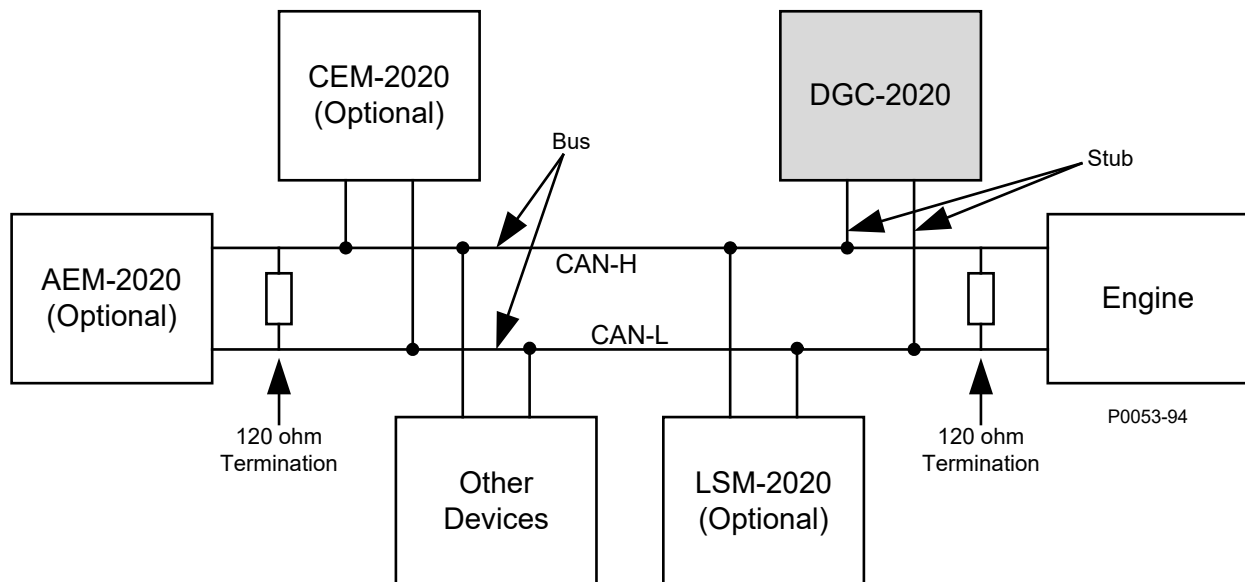 CEM-2020
(Optional)
DGC-2020
Bus
Stub
AEM-2020
(Optional)
CAN-H
Engine
CAN-L
P0053-94
120 ohm
Termination
120 ohm
Termination
Other
Devices
LSM-2020
(Optional)